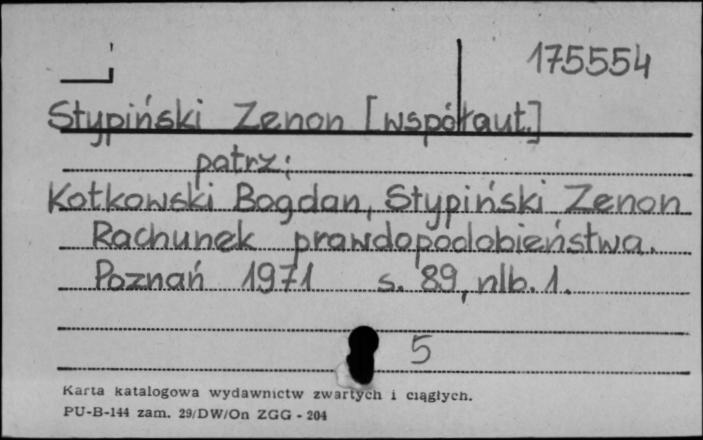 175554
Stypiński Zenon [współaut.]
patrz:
Kotkowski Bogdan, Stypiński Zenon
Rachunek prawdopodobieństwa.
Poznań 1971 s. 89, nlb. 1.
5
Karta katalogowa wydawnictw zwartych i ciągłych.
PU-B-144 zam. 29/DW/On ZGG - 204